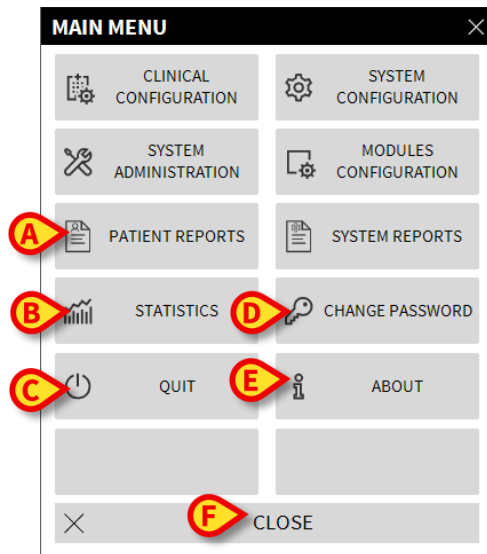 MAIN MENU
CLINICAL
CONFIGURATION
SYSTEM
CONFIGURATION
SYSTEM
ADMINISTRATION
MODULES
CONFIGURATION
A
PATIENT REPORTS
SYSTEM REPORTS
B
STATISTICS
D
CHANGE PASSWORD
C
QUIT
E
ABOUT
F
CLOSE